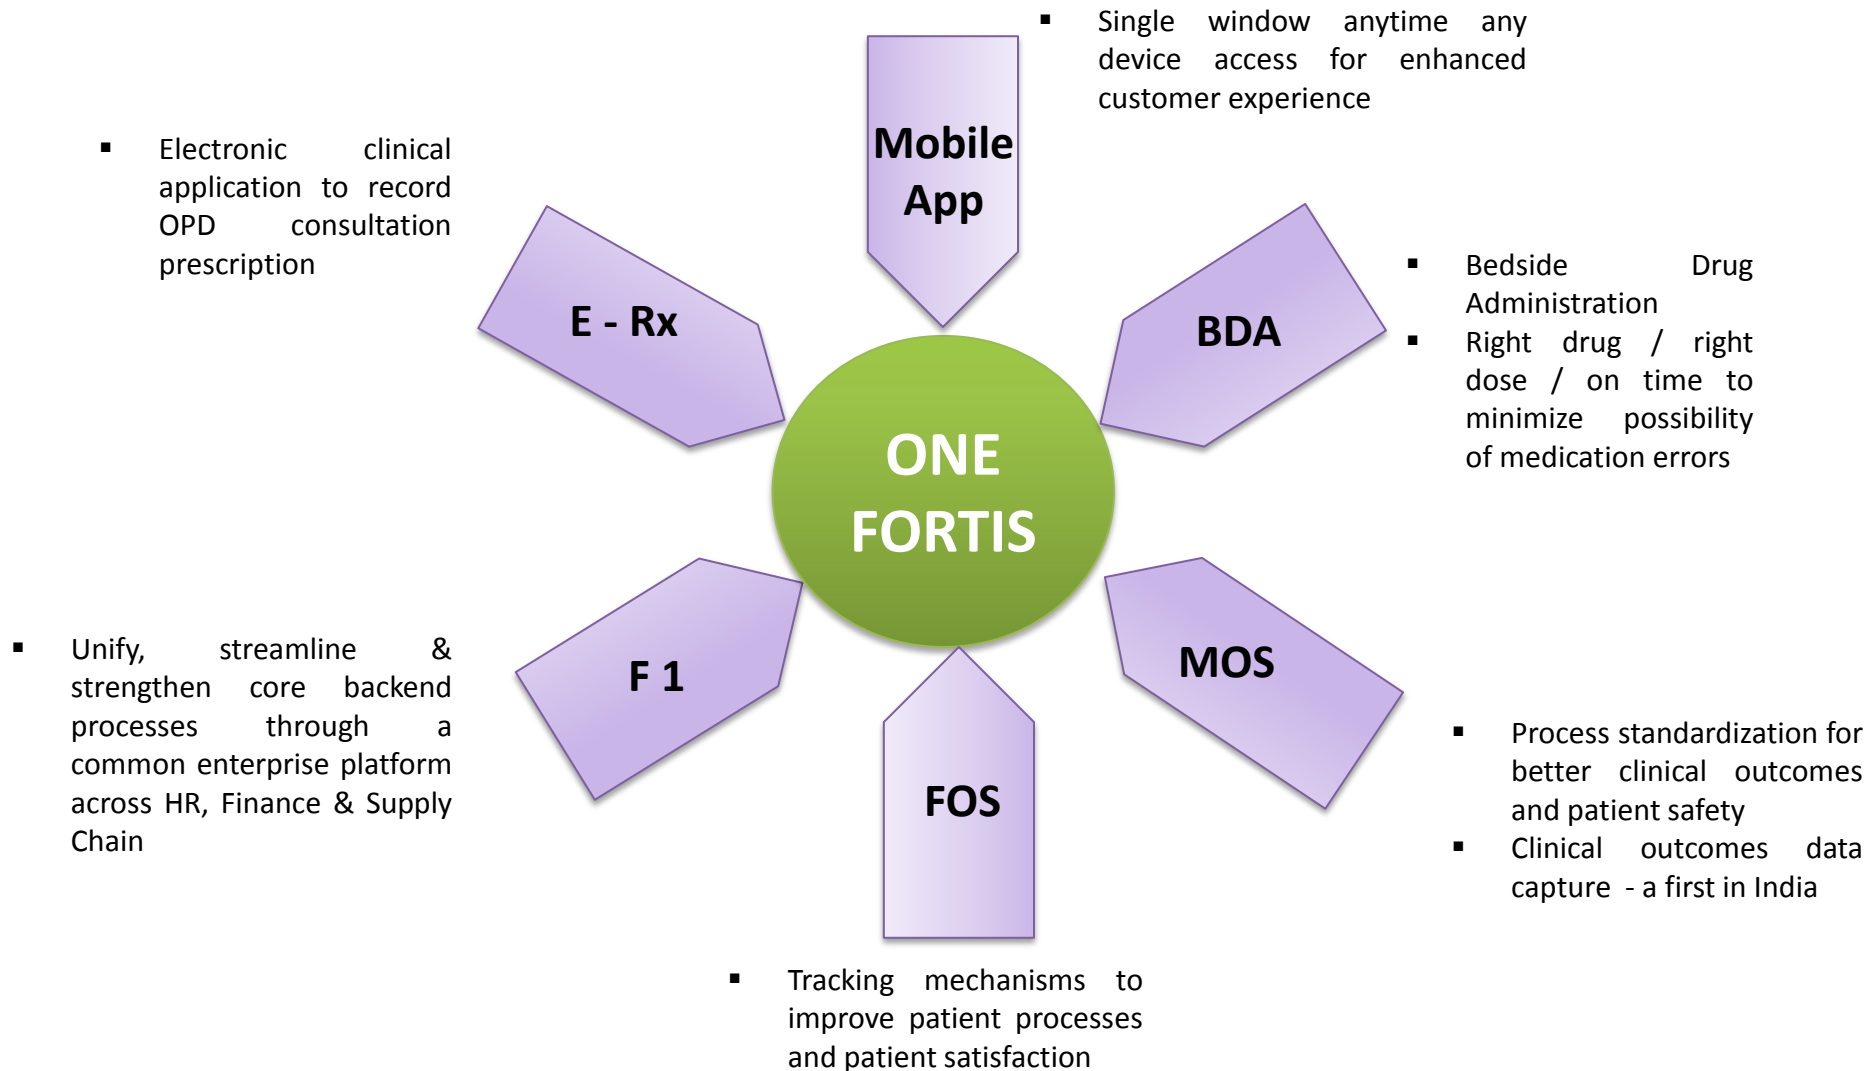 ▪ Single window anytime any
device access for enhanced
customer experience
Mobile
App
▪ Electronic clinical
application to record
OPD consultation
prescription
E - Rx
BDA
▪ Bedside Drug
Administration
▪ Right drug / right
dose / on time to
minimize possibility
of medication errors
ONE
FORTIS
▪ Unify, streamline &
strengthen core backend
processes through a
common enterprise platform
across HR, Finance & Supply
Chain
F 1
MOS
▪ Process standardization for
better clinical outcomes
and patient safety
▪ Clinical outcomes data
capture - a first in India
FOS
▪ Tracking mechanisms to
improve patient processes
and patient satisfaction